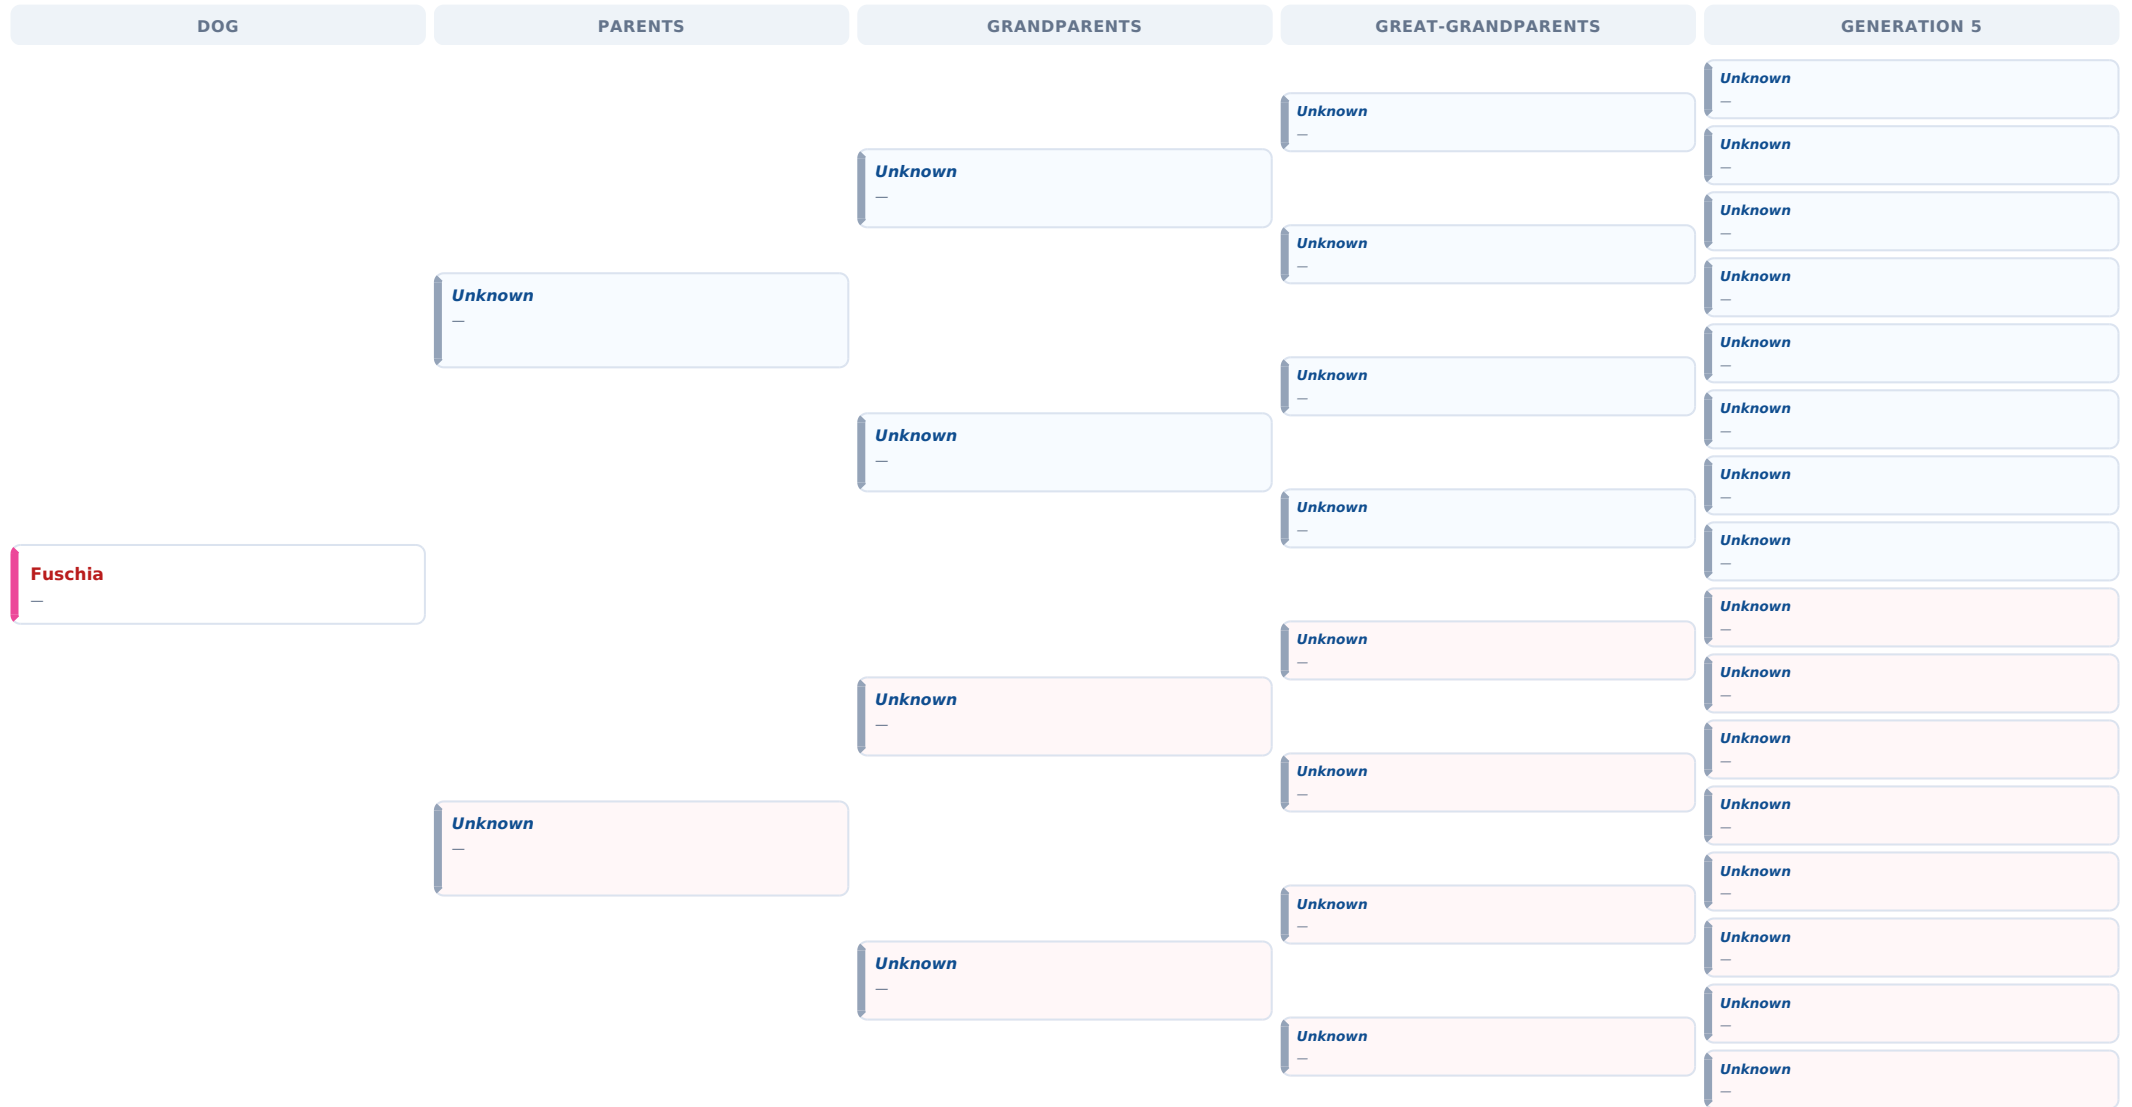 DOG
PARENTS
GRANDPARENTS
GREAT-GRANDPARENTS
GENERATION 5
Fuschia
—
Unknown
—
Unknown
—
Unknown
—
Unknown
—
Unknown
—
Unknown
—
Unknown
—
Unknown
—
Unknown
—
Unknown
—
Unknown
—
Unknown
—
Unknown
—
Unknown
—
Unknown
—
Unknown
—
Unknown
—
Unknown
—
Unknown
—
Unknown
—
Unknown
—
Unknown
—
Unknown
—
Unknown
—
Unknown
—
Unknown
—
Unknown
—
Unknown
—
Unknown
—
Unknown
—